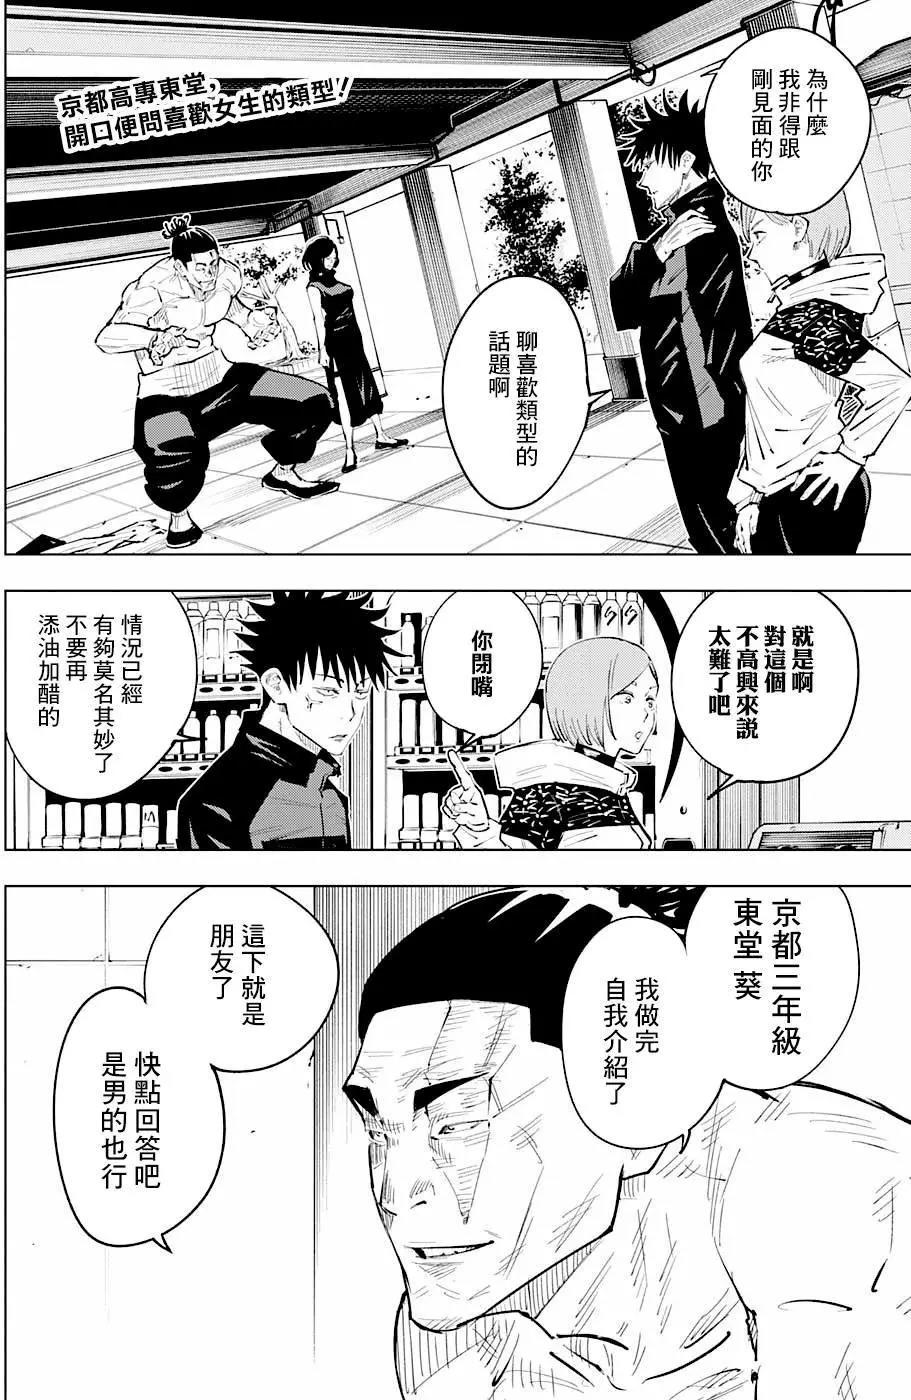 京都高專東堂，
開口便問喜歡女生的類型！
為什麼
我非得跟
剛見面的你
聊喜歡類型的
話題啊
就是啊
對這個
不高興來說
太難了吧
你閉嘴
情況已經
有夠莫名其妙了
不要再
添油加醋的
京都三年級
東堂 葵
我做完
自我介紹了
這下就是
朋友了
快點回答吧
是男的也行